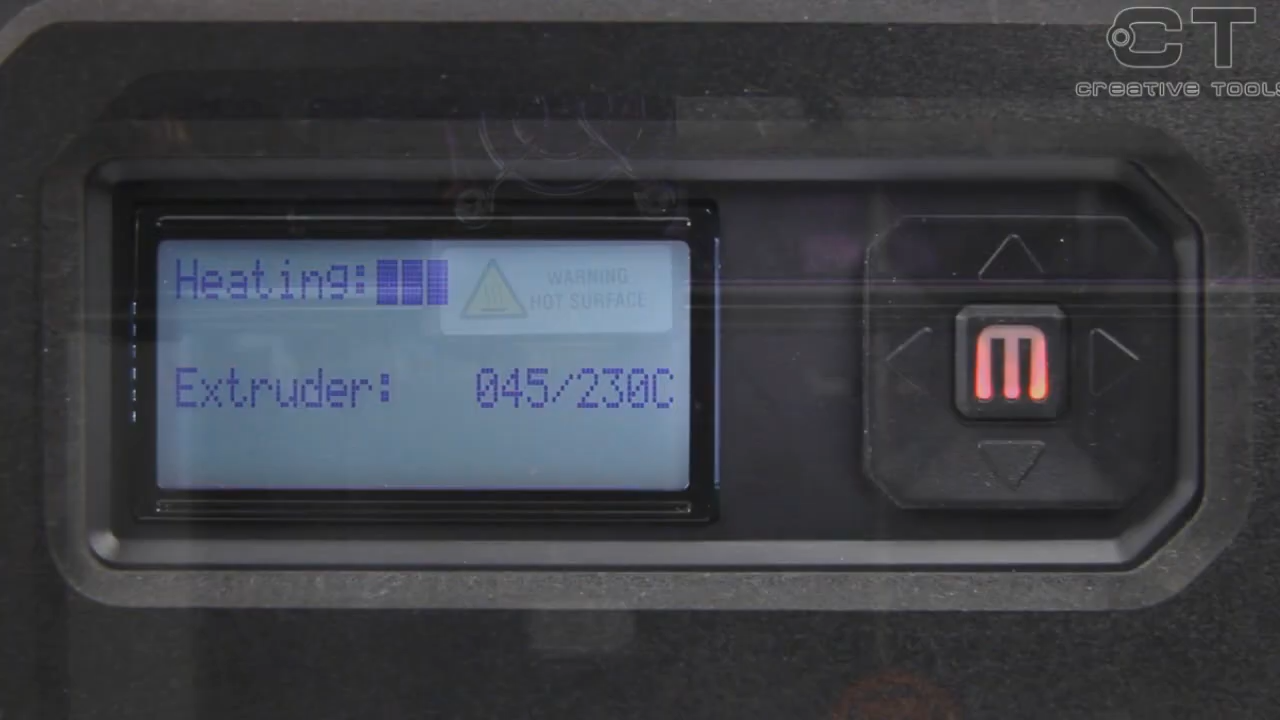 CT
CREATIVE TOOLS
Heating:
WARNING
HOT SURFACE
Extruder: 045/230C
M